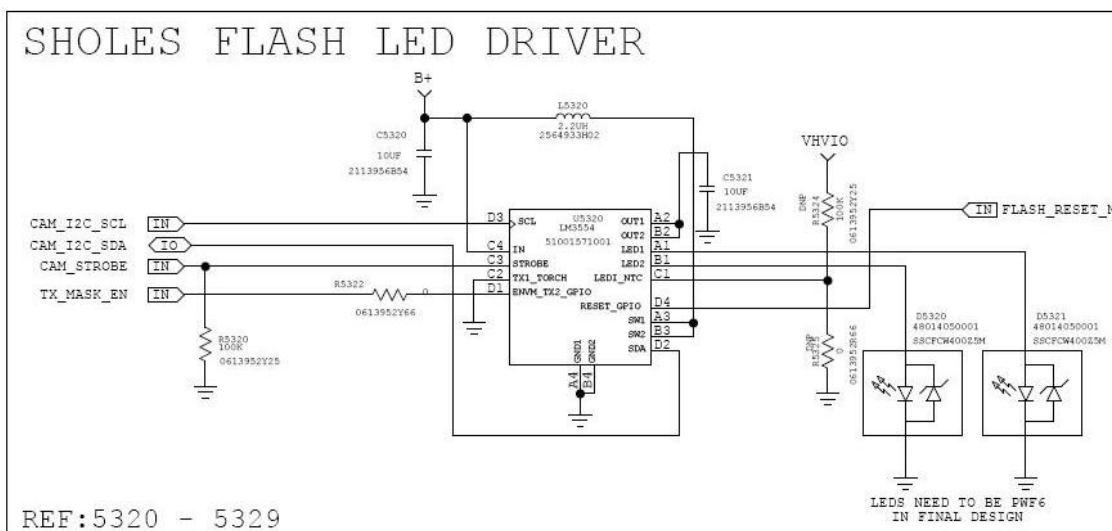 SHOLES FLASH LED DRIVER
B+
L5320
2.2UH
2564933H02
C5320
10UF
2113956B54
C5321
10UF
2113956B54
VHVIO
DNP
R5324
100K
0613952Y25
CAM_I2C_SCL IN
CAM_I2C_SDA IO
CAM_STROBE IN
TX_MASK_EN IN
IN FLASH_RESET_M
R5322
0
0613952Y66
R5320
100K
0613952Y25
U5320
LM3554
51001571001
D3 SCL
C4 IN
C3 STROBE
C2 TX1_TORCH
D1 ENVM_TX2_GPIO
OUT1 A2
OUT2 B2
LED1 A1
LED2 B1
LEDI_NTC C1
RESET_GPIO D4
SW1 A3
SW2 B3
SDA D2
GND1 A4
GND2 B4
DNP
R5325
0
0613952R66
D5320
48014050001
SSCFCW400Z5M
D5321
48014050001
SSCFCW400Z5M
LEDS NEED TO BE PWF6
IN FINAL DESIGN
REF:5320 - 5329